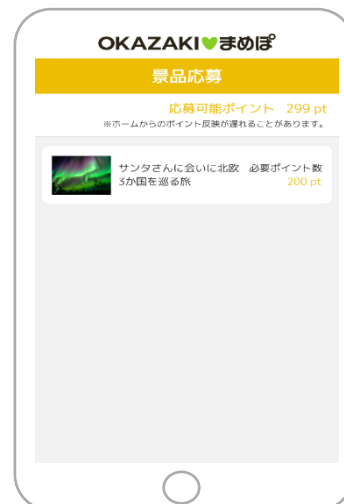 OKAZAKI♥まめぽ
景品応募
応募可能ポイント 299 pt
※ホームからのポイント反映が遅れることがあります。
サンタさんに会いに北欧 必要ポイント数
3か国を巡る旅 200 pt